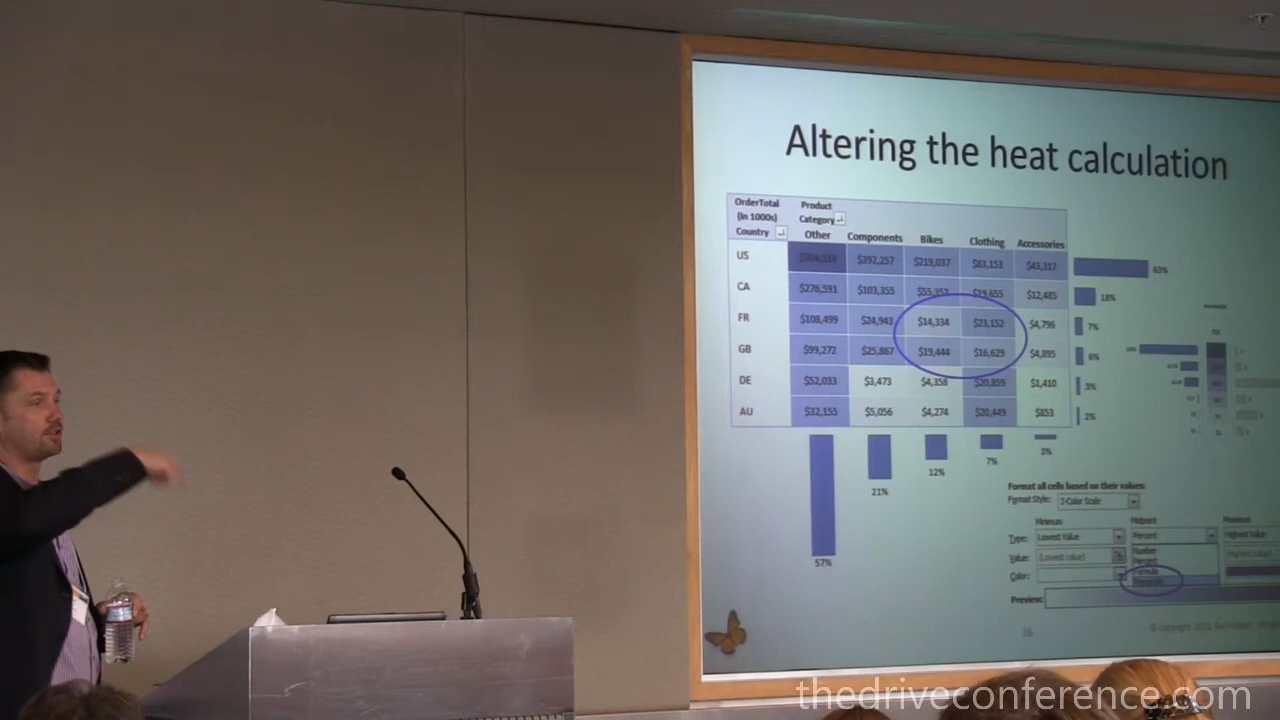 Altering the heat calculation
OrderTotal
(in 1000s)
Product
Category
Country Other Components Bikes Clothing Accessories
US $392,257 $219,037 $83,153 $43,317 63%
CA $276,591 $103,355 $55,352 $19,655 $12,485 18%
FR $108,499 $24,943 $14,334 $23,152 $4,796 7%
GB $99,272 $25,867 $19,444 $16,629 $4,895 6%
DE $52,033 $3,473 $4,358 $20,859 $1,410 3%
AU $32,155 $5,056 $4,274 $20,449 $853 2%
57% 21% 12% 7% 3%
Format all cells based on their values:
Format Style: 3-Color Scale
Minimum Midpoint Maximum
Type: Lowest Value Percent Highest Value
Value: (Lowest value) Number (Highest value)
Percent
Formula
Color: Percentile
Preview:
36
thedriveconference.com